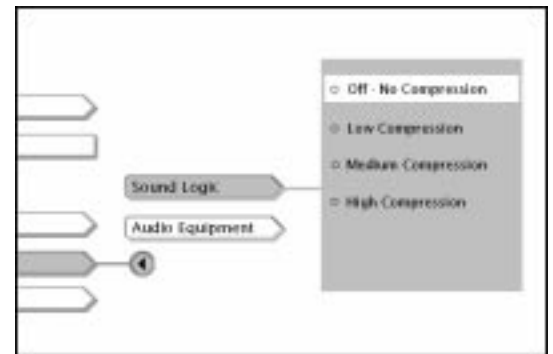 Off - No Compression
Low Compression
Medium Compression
High Compression
Sound Logic
Audio Equipment